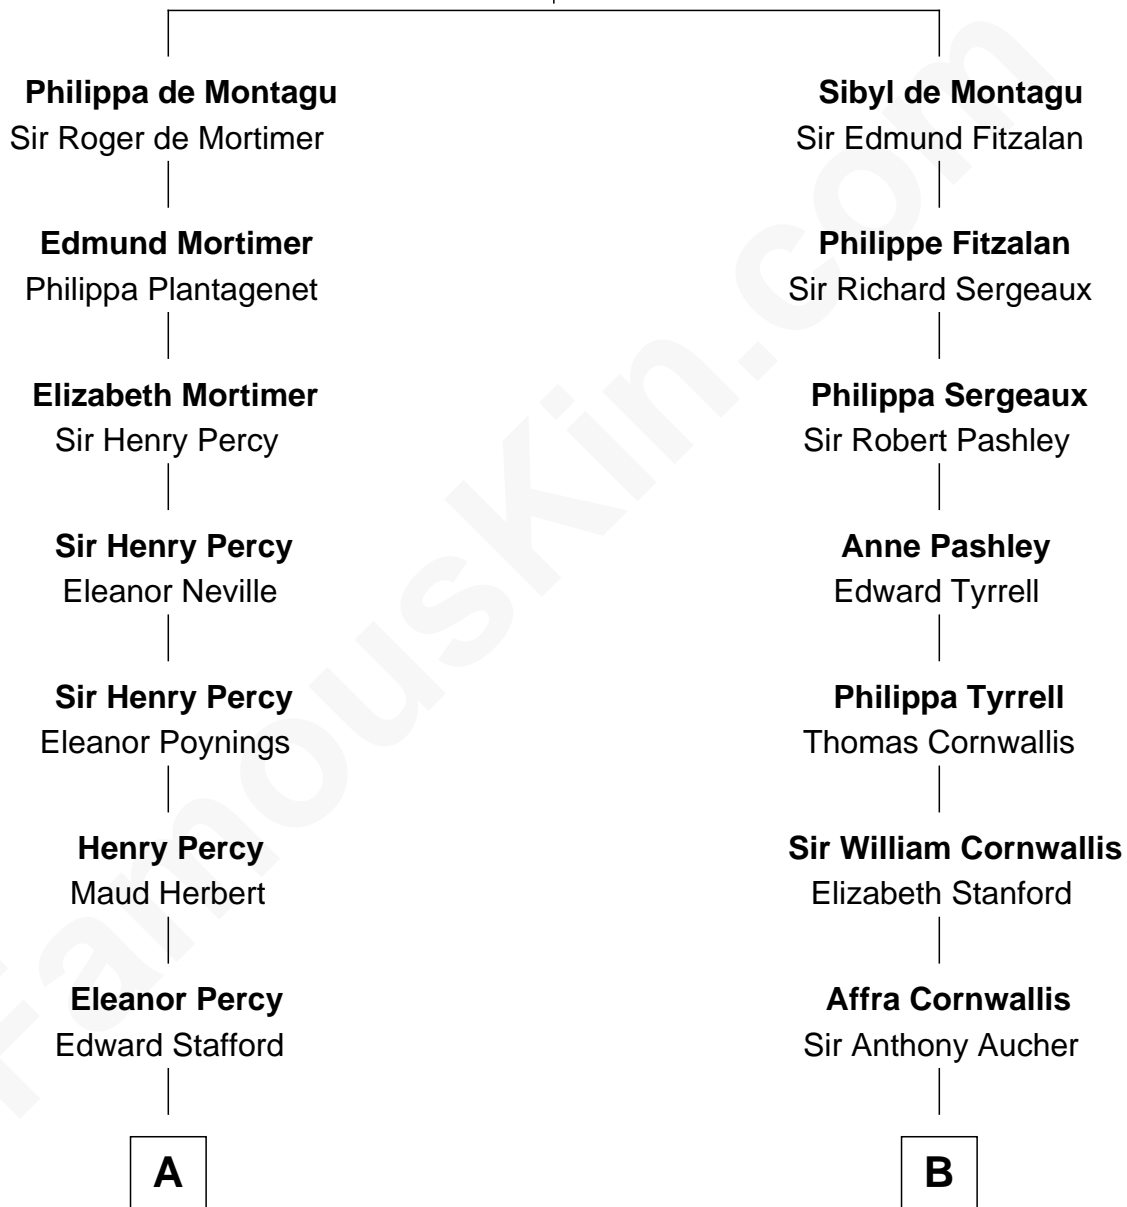 Philippa de Montagu
Sir Roger de Mortimer
Edmund Mortimer
Philippa Plantagenet
Elizabeth Mortimer
Sir Henry Percy
Sir Henry Percy
Eleanor Neville
Sir Henry Percy
Eleanor Poynings
Henry Percy
Maud Herbert
Eleanor Percy
Edward Stafford
A
Sibyl de Montagu
Sir Edmund Fitzalan
Philippe Fitzalan
Sir Richard Sergeaux
Philippa Sergeaux
Sir Robert Pashley
Anne Pashley
Edward Tyrrell
Philippa Tyrrell
Thomas Cornwallis
Sir William Cornwallis
Elizabeth Stanford
Affra Cornwallis
Sir Anthony Aucher
B
FamousKin.com